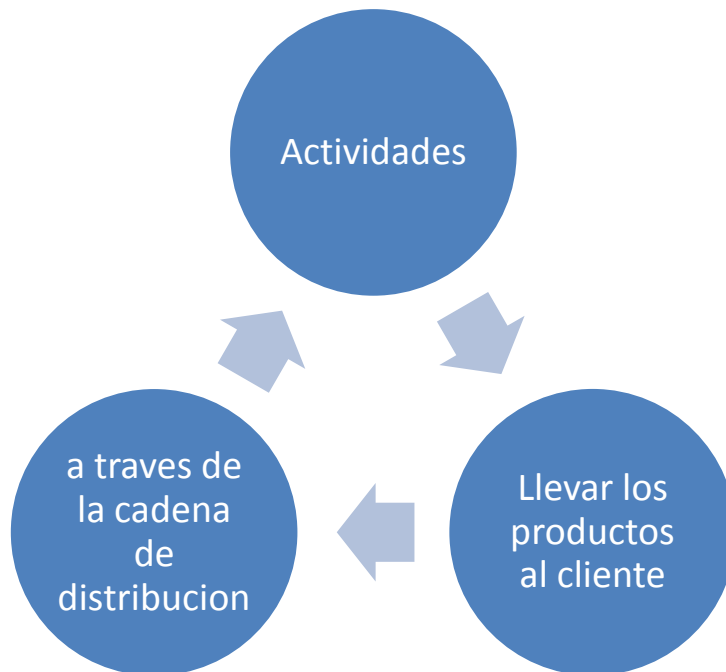 Actividades
Llevar los
productos
al cliente
a traves de
la cadena
de
distribucion